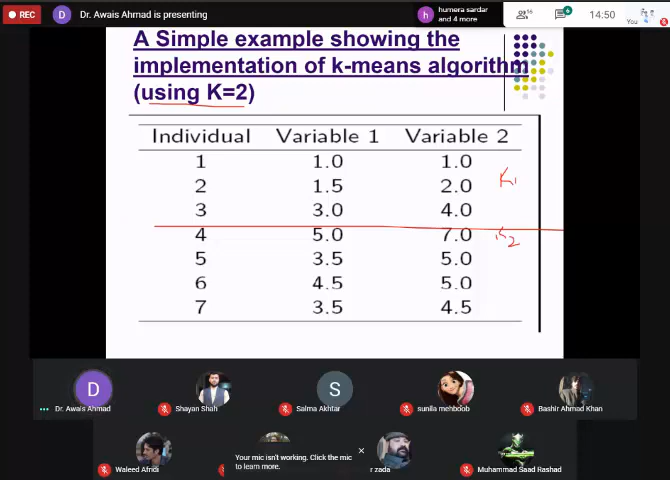 REC
D
Dr. Awais Ahmad is presenting
h
humera sardar
and 4 more
16
6
14:50
You
A Simple example showing the
implementation of k-means algorithm
(using K=2)
Individual Variable 1 Variable 2
1 1.0 1.0
2 1.5 2.0
3 3.0 4.0
4 5.0 7.0
5 3.5 5.0
6 4.5 5.0
7 3.5 4.5
K1
K2
D
Dr. Awais Ahmad
Shayan Shah
S
Salma Akhtar
sunila mehboob
Bashir Ahmad Khan
Waleed Afridi
Your mic isn't working. Click the mic
to learn more.
r zada
Muhammad Saad Rashad